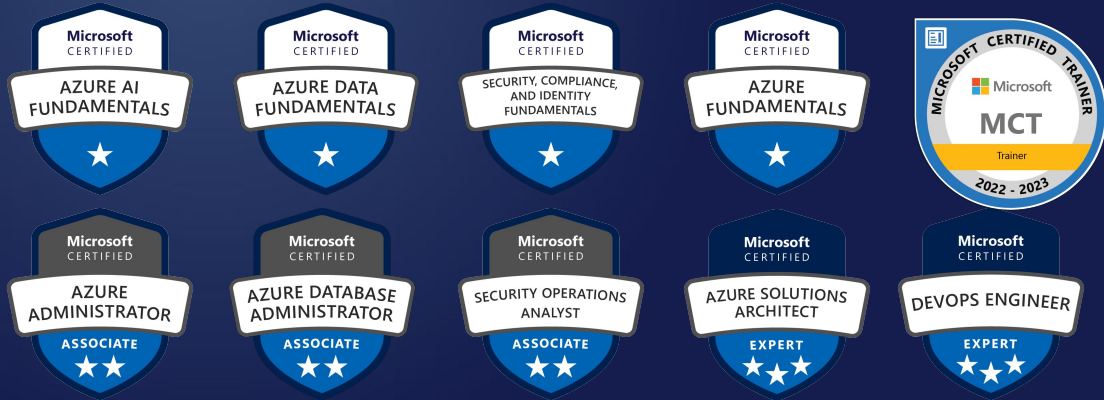 Microsoft
CERTIFIED
AZURE AI
FUNDAMENTALS
Microsoft
CERTIFIED
AZURE DATA
FUNDAMENTALS
Microsoft
CERTIFIED
SECURITY, COMPLIANCE,
AND IDENTITY
FUNDAMENTALS
Microsoft
CERTIFIED
AZURE
FUNDAMENTALS
MICROSOFT CERTIFIED TRAINER
Microsoft
MCT
Trainer
2022 - 2023
Microsoft
CERTIFIED
AZURE
ADMINISTRATOR
ASSOCIATE
Microsoft
CERTIFIED
AZURE DATABASE
ADMINISTRATOR
ASSOCIATE
Microsoft
CERTIFIED
SECURITY OPERATIONS
ANALYST
ASSOCIATE
Microsoft
CERTIFIED
AZURE SOLUTIONS
ARCHITECT
EXPERT
Microsoft
CERTIFIED
DEVOPS ENGINEER
EXPERT